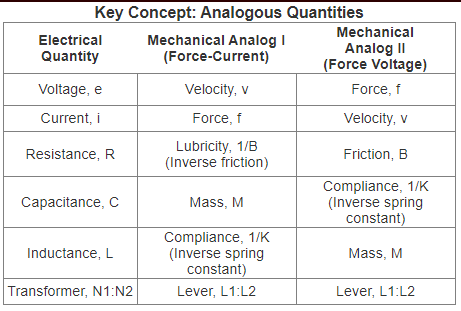 Key Concept: Analogous Quantities
Electrical
Quantity
Mechanical Analog I
(Force-Current)
Mechanical
Analog II
(Force Voltage)
Voltage, e
Velocity, v
Force, f
Current, i
Force, f
Velocity, v
Resistance, R
Lubricity, 1/B
(Inverse friction)
Friction, B
Capacitance, C
Mass, M
Compliance, 1/K
(Inverse spring
constant)
Inductance, L
Compliance, 1/K
(Inverse spring
constant)
Mass, M
Transformer, N1:N2
Lever, L1:L2
Lever, L1:L2